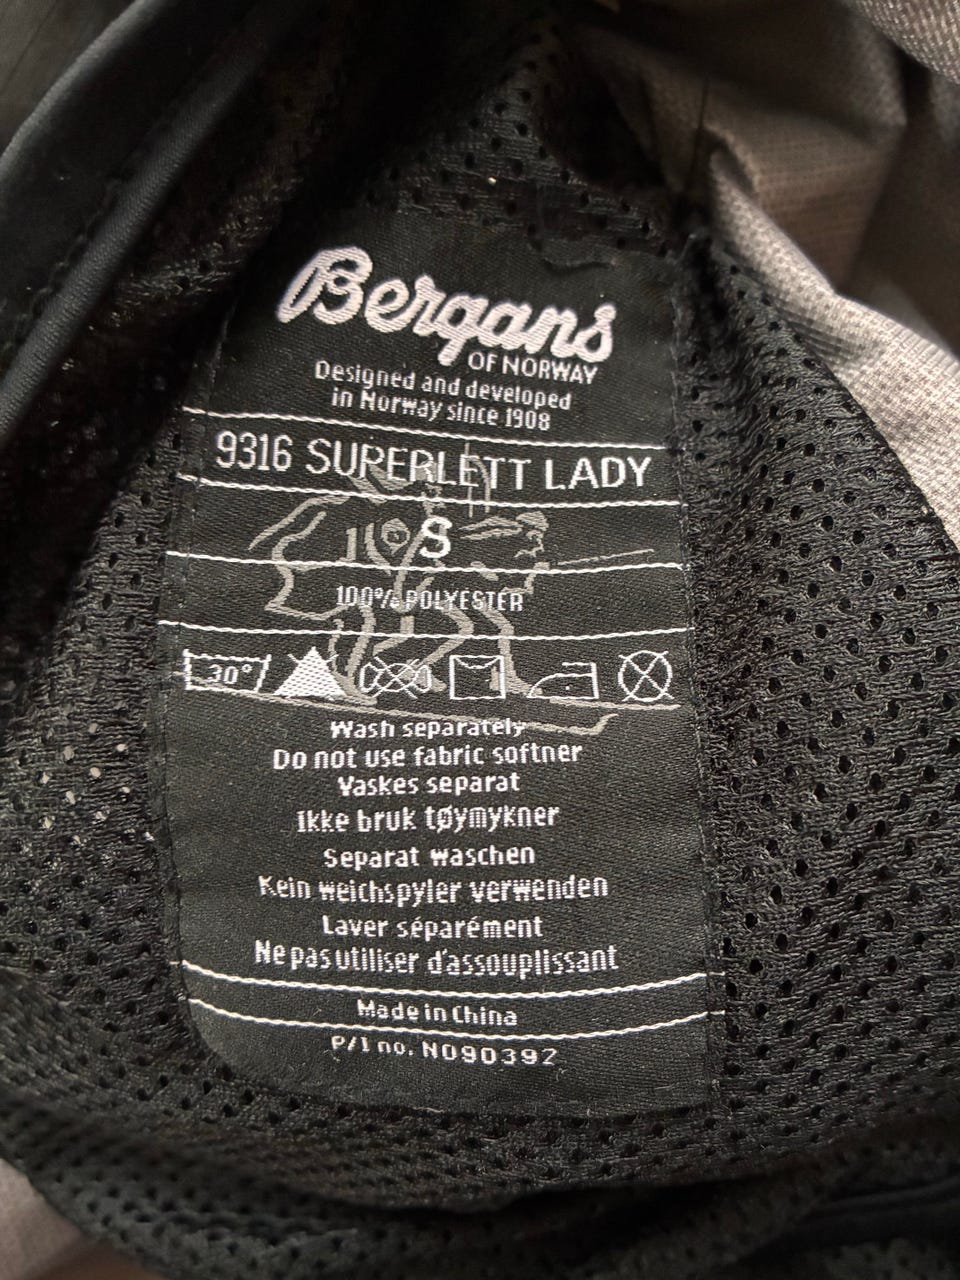 Bergans
OF NORWAY
Designed and developed
in Norway since 1908
9316 SUPERLETT LADY
S
100% POLYESTER
30°
Wash separately
Do not use fabric softner
Vaskes separat
Ikke bruk tøymykner
Separat waschen
Kein weichspyler verwenden
Laver séparément
Ne pas utiliser d'assouplissant
Made in China
P/I no. N090392